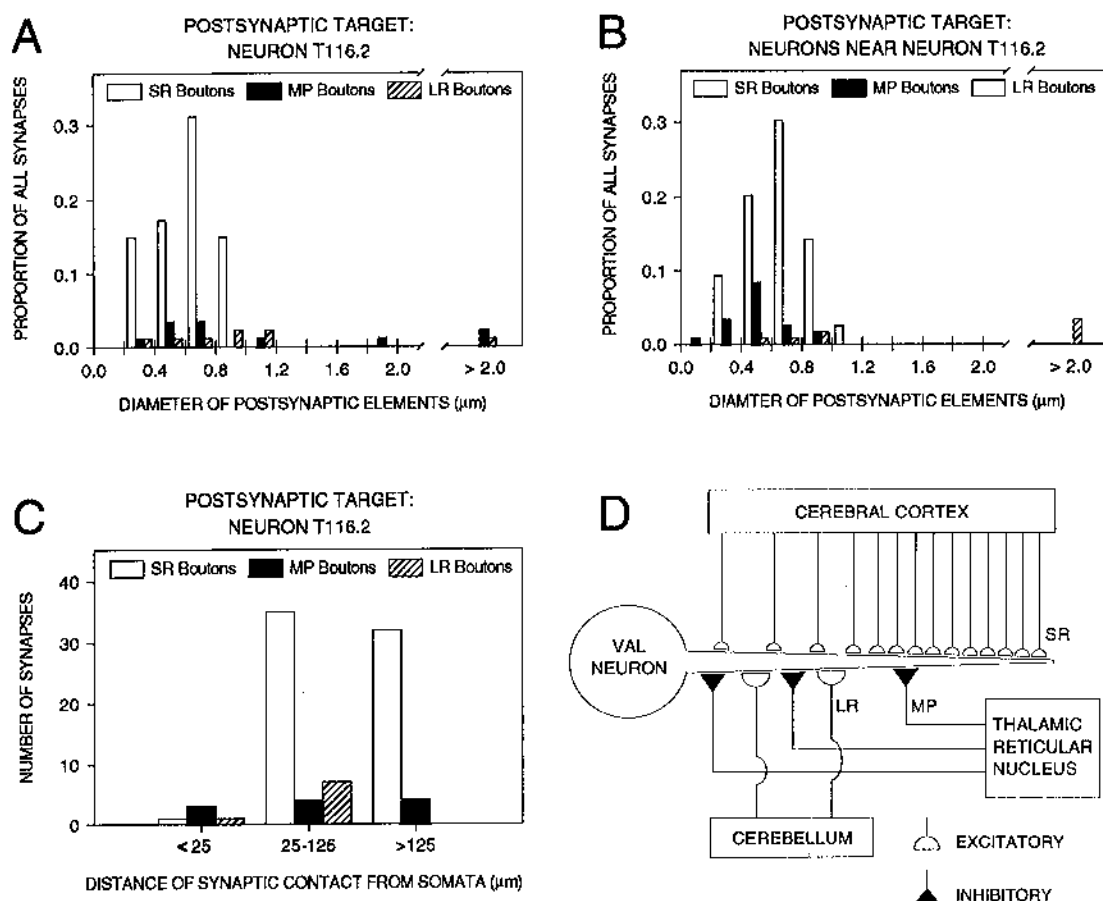 A
POSTSYNAPTIC TARGET:
NEURON T116.2
SR Boutons MP Boutons LR Boutons
PROPORTION OF ALL SYNAPSES
0.3
0.2
0.1
0.0
0.0 0.4 0.8 1.2 1.6 2.0 > 2.0
DIAMETER OF POSTSYNAPTIC ELEMENTS (µm)
B
POSTSYNAPTIC TARGET:
NEURONS NEAR NEURON T116.2
SR Boutons MP Boutons LR Boutons
PROPORTION OF ALL SYNAPSES
0.3
0.2
0.1
0.0
0.0 0.4 0.8 1.2 1.6 2.0 > 2.0
DIAMTER OF POSTSYNAPTIC ELEMENTS (µm)
C
POSTSYNAPTIC TARGET:
NEURON T116.2
SR Boutons MP Boutons LR Boutons
NUMBER OF SYNAPSES
40
30
20
10
0
<25 25-125 >125
DISTANCE OF SYNAPTIC CONTACT FROM SOMATA (µm)
D
CEREBRAL CORTEX
SR
VAL
NEURON
LR MP
THALAMIC
RETICULAR
NUCLEUS
CEREBELLUM
EXCITATORY
INHIBITORY